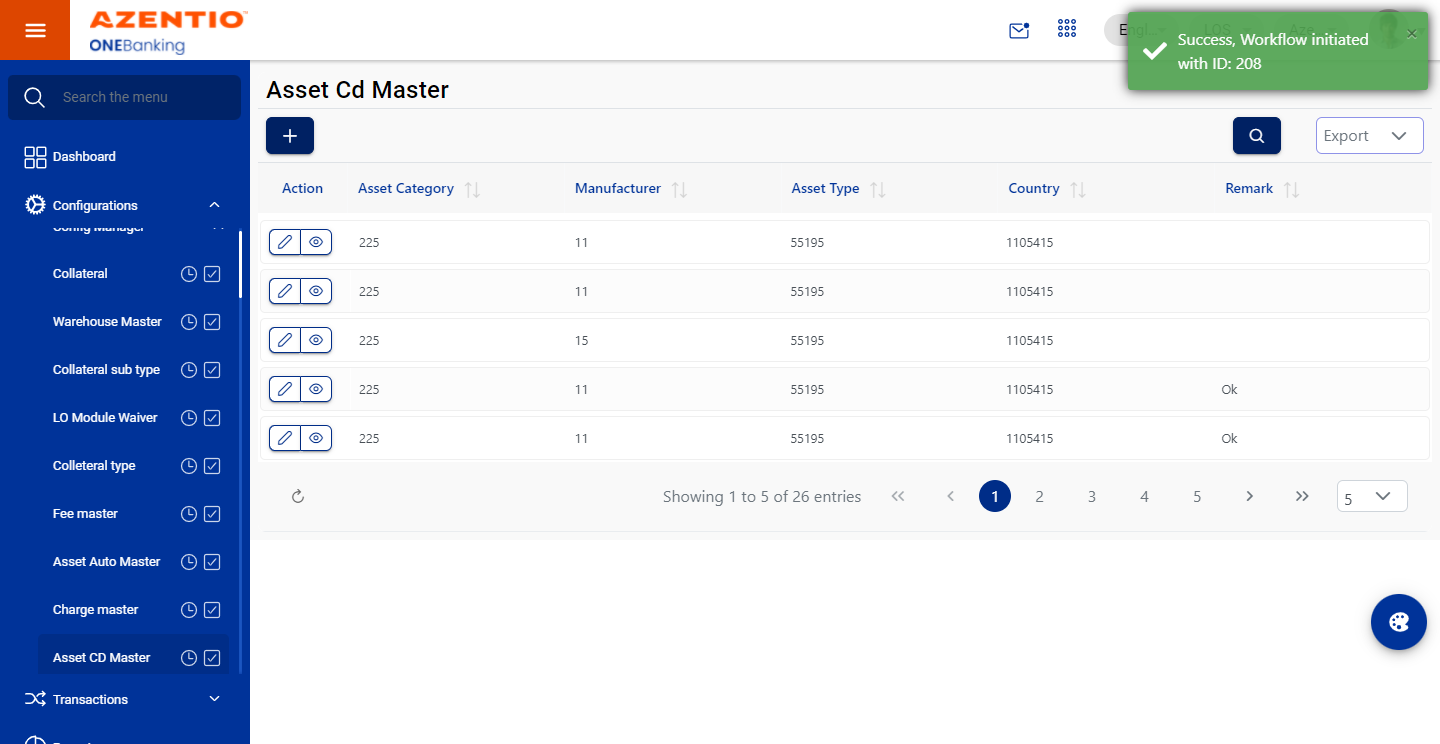 AZENTIO
ONEBanking
Success, Workflow initiated
with ID: 208
Search the menu
Dashboard
Configurations
Config Manager
Collateral
Warehouse Master
Collateral sub type
LO Module Waiver
Colleteral type
Fee master
Asset Auto Master
Charge master
Asset CD Master
Transactions
Asset Cd Master
Export
Action Asset Category Manufacturer Asset Type Country Remark
225 11 55195 1105415
225 11 55195 1105415
225 15 55195 1105415
225 11 55195 1105415 Ok
225 11 55195 1105415 Ok
Showing 1 to 5 of 26 entries 1 2 3 4 5 5